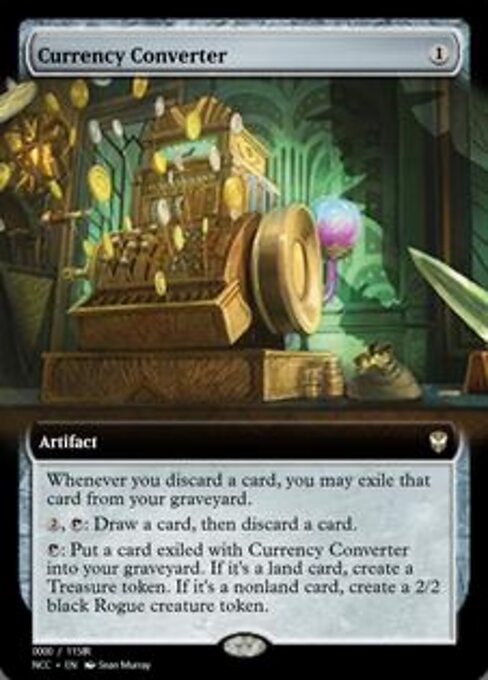 Currency Converter 1
Artifact
Whenever you discard a card, you may exile that
card from your graveyard.
2, T: Draw a card, then discard a card.
T: Put a card exiled with Currency Converter
into your graveyard. If it's a land card, create a
Treasure token. If it's a nonland card, create a 2/2
black Rogue creature token.
0000 / 115R
NCC • EN Sean Murray